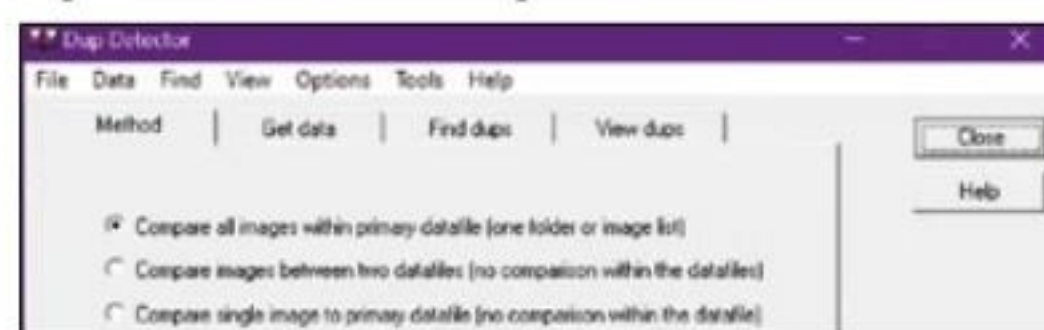 Dup Detector
File Data Find View Options Tools Help
Method Get data Find dups View dups
Close
Help
Compare all images within primary datafile (one folder or image list)
Compare images between two datafiles (no comparison within the datafiles)
Compare single image to primary datafile (no comparison within the datafile)